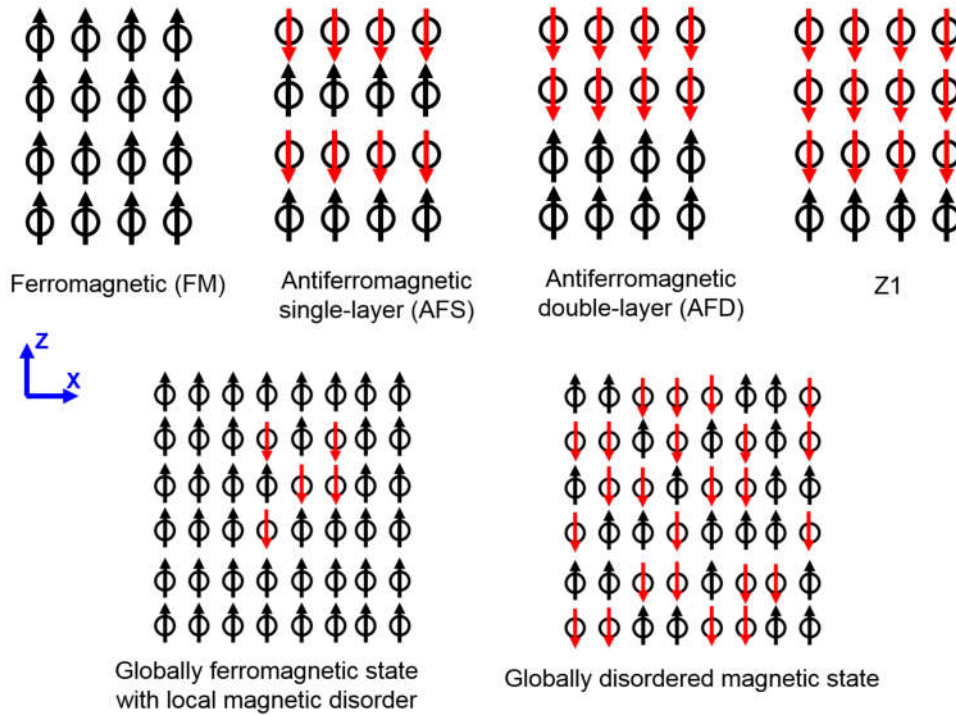 Ferromagnetic (FM)
Antiferromagnetic
single-layer (AFS)
Antiferromagnetic
double-layer (AFD)
Z1
Z
X
Globally ferromagnetic state
with local magnetic disorder
Globally disordered magnetic state